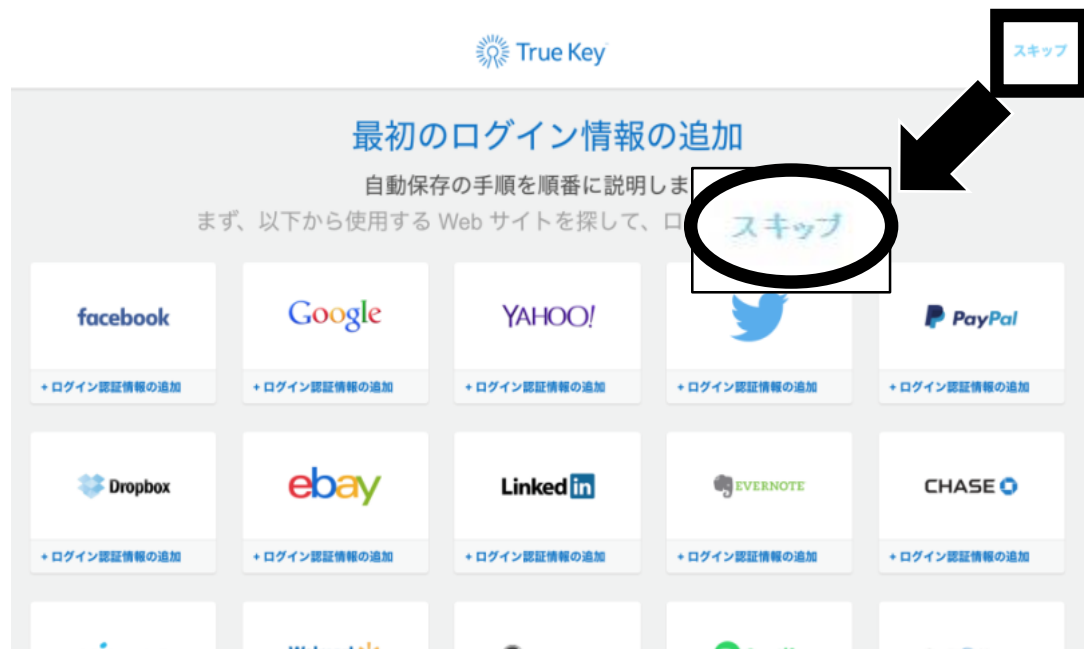 True Key
スキップ
最初のログイン情報の追加
自動保存の手順を順番に説明しま
まず、以下から使用する Web サイトを探して、ロ
スキップ
facebook
Google
YAHOO!
PayPal
+ ログイン認証情報の追加
+ ログイン認証情報の追加
+ ログイン認証情報の追加
+ ログイン認証情報の追加
+ ログイン認証情報の追加
Dropbox
ebay
Linked in
EVERNOTE
CHASE
+ ログイン認証情報の追加
+ ログイン認証情報の追加
+ ログイン認証情報の追加
+ ログイン認証情報の追加
+ ログイン認証情報の追加